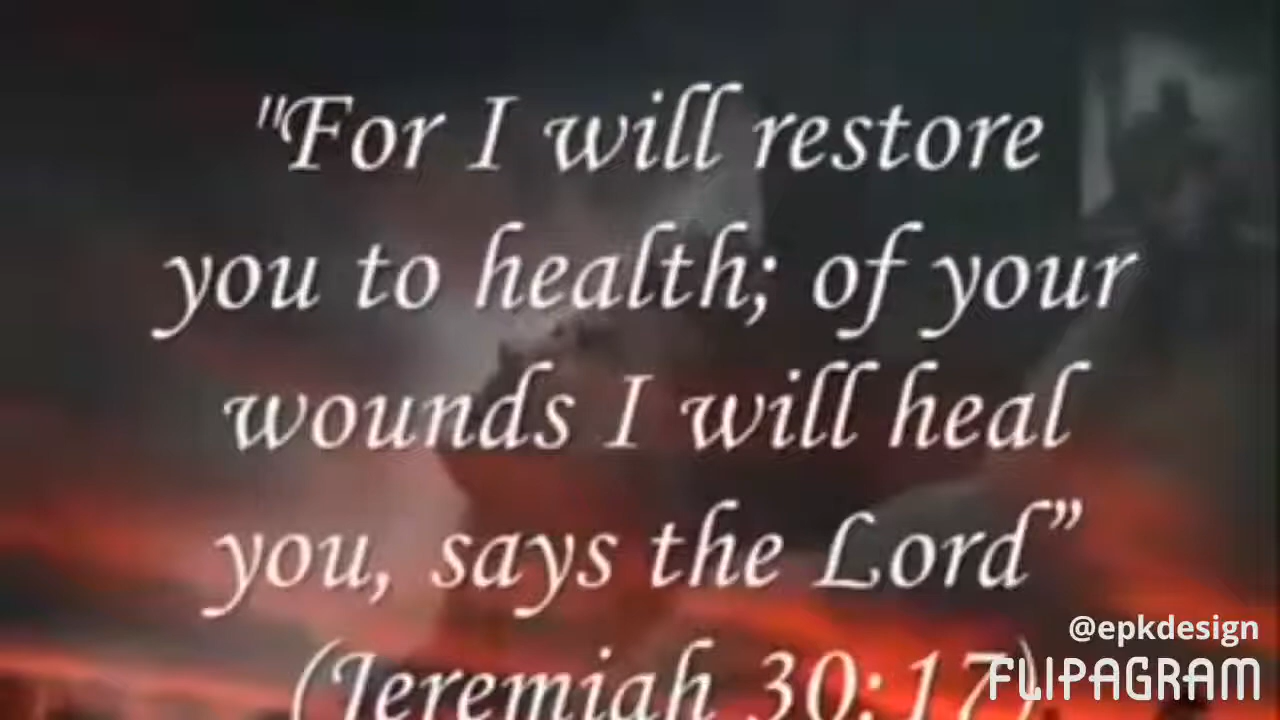 "For I will restore
you to health; of your
wounds I will heal
you, says the Lord”
(Jeremiah 30:17)
@epkdesign
FLIPAGRAM